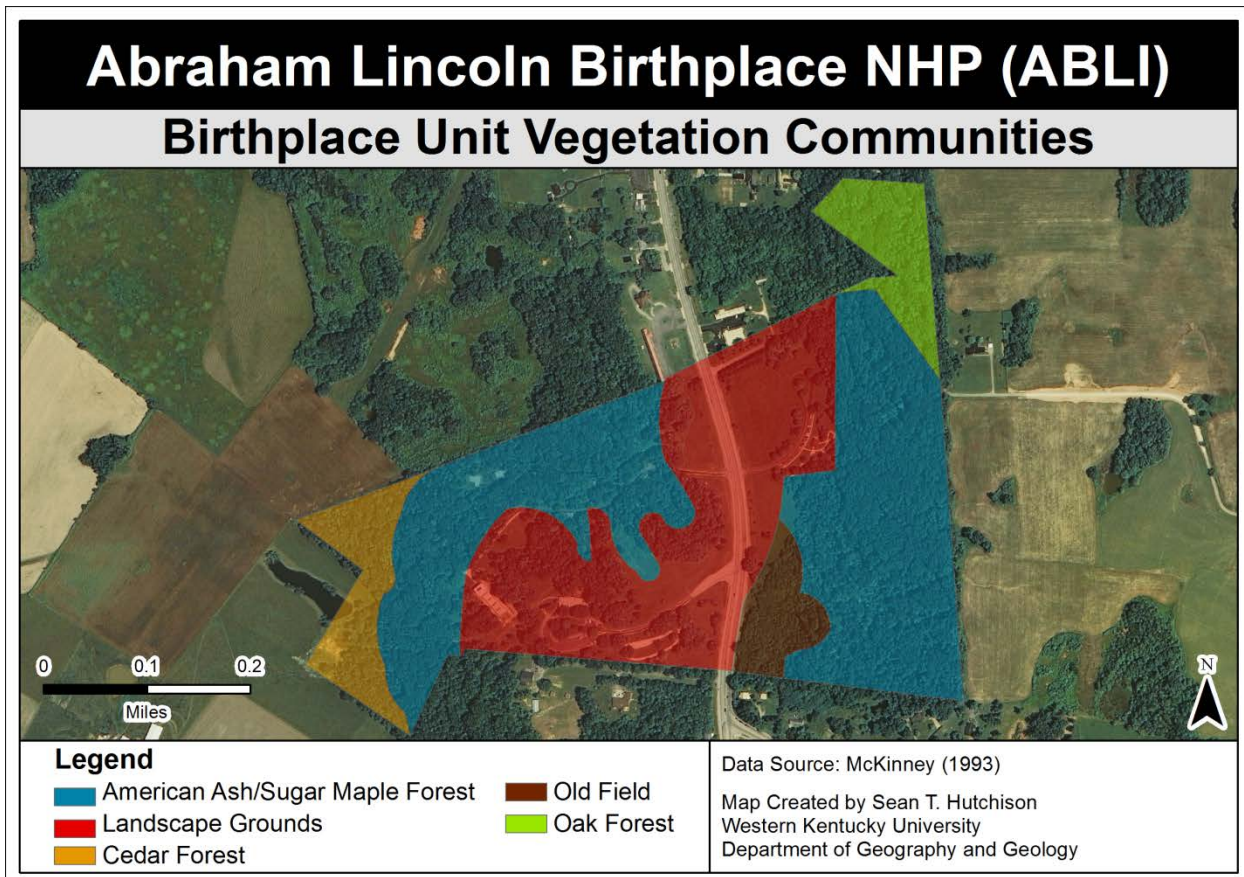 Abraham Lincoln Birthplace NHP (ABLI)
Birthplace Unit Vegetation Communities
0 0.1 0.2
Miles
N
Legend
American Ash/Sugar Maple Forest
Landscape Grounds
Cedar Forest
Old Field
Oak Forest
Data Source: McKinney (1993)
Map Created by Sean T. Hutchison
Western Kentucky University
Department of Geography and Geology